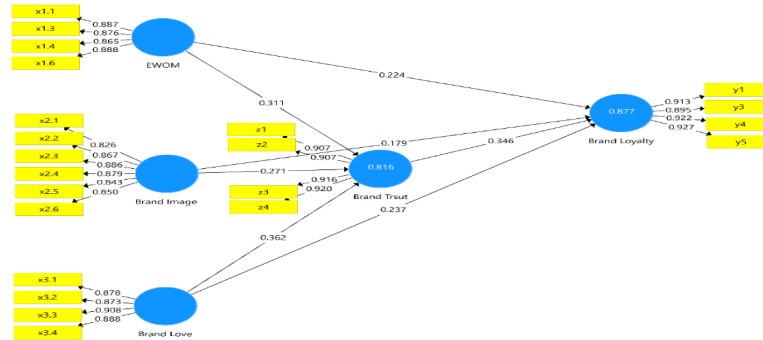 x1.1
x1.3
x1.4
x1.6
0.887
0.876
0.865
0.888
EWOM
0.224
0.311
x2.1
x2.2
x2.3
x2.4
x2.5
x2.6
0.826
0.867
0.886
0.879
0.843
0.850
Brand Image
0.179
0.271
z1
z2
0.907
0.907
z3
z4
0.916
0.920
0.816
Brand Trsut
0.346
0.877
Brand Loyalty
0.913
0.895
0.922
0.927
y1
y3
y4
y5
0.362
0.237
x3.1
x3.2
x3.3
x3.4
0.878
0.873
0.908
0.888
Brand Love